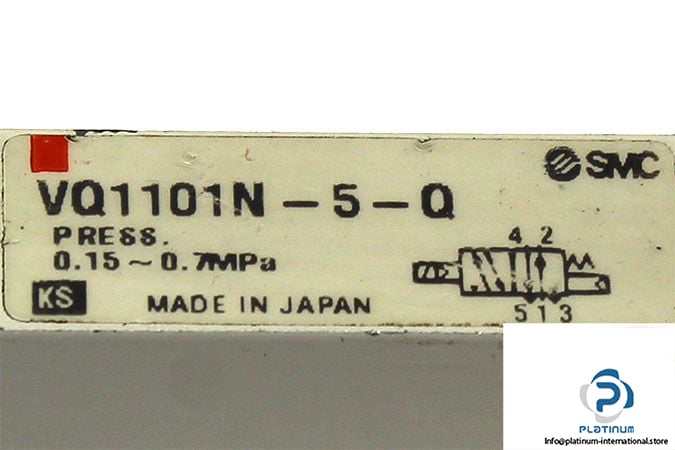 SMC
VQ1101N-5-Q
PRESS.
0.15~0.7MPa
4 2
5 1 3
KS
MADE IN JAPAN
PLATINUM
Info@platinum-international.store